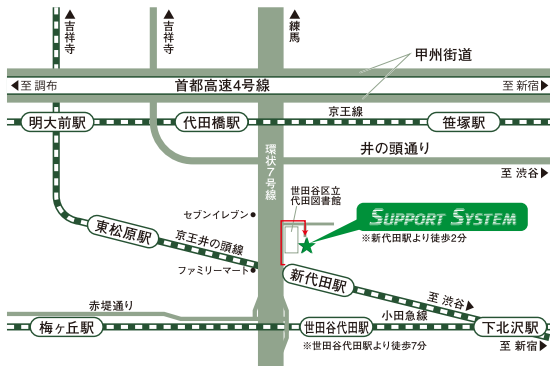 ▲吉祥寺
▲吉祥寺
▲練馬
甲州街道
◀至 調布
首都高速4号線
至 新宿▶
明大前駅
代田橋駅
京王線
笹塚駅
環状7号線
井の頭通り
至 渋谷▶
世田谷区立
代田図書館
セブンイレブン
SUPPORT SYSTEM
※新代田駅より徒歩2分
東松原駅
京王井の頭線
ファミリーマート
新代田駅
至 渋谷▶
赤堤通り
小田急線
梅ヶ丘駅
世田谷代田駅
下北沢駅
※世田谷代田駅より徒歩7分
至 新宿▶